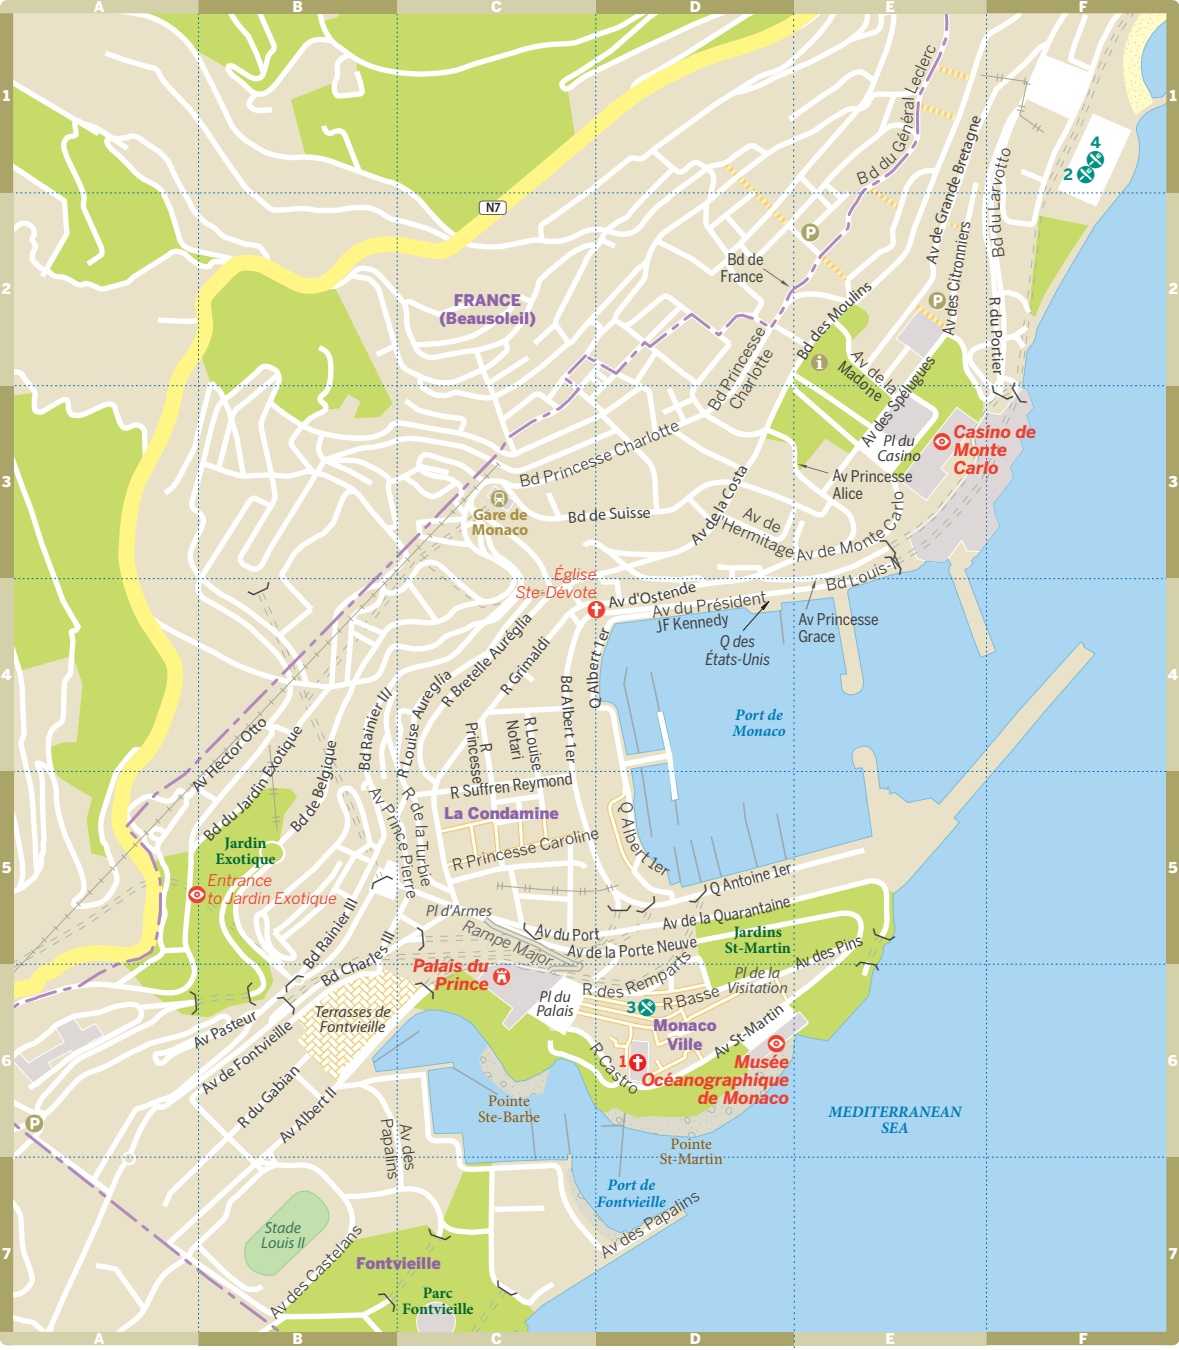 A
B
C
D
E
F
1
1
Bd du Général Leclerc
Av de Grande Bretagne
Bd du Larvotto
4
2
N7
P
Bd de
France
2
2
FRANCE
(Beausoleil)
P
Av des Citronniers
R du Portier
Bd des Moulins
i
Av de la
Madone
Av des Spélugues
Bd Princesse
Charlotte
Casino de
Monte
Carlo
Pl du
Casino
3
3
Bd Princesse Charlotte
Av Princesse
Alice
Gare de
Monaco
Bd de Suisse
Av de la Costa
Av de
l'Hermitage
Av de Monte Carlo
Église
Ste-Dévote
Av d'Ostende
Bd Louis-II
Av du Président
JF Kennedy
Q des
États-Unis
Av Princesse
Grace
4
4
R Bretelle Auréglia
R Grimaldi
Q Albert 1er
Bd Albert 1er
Bd Rainier III
R Louise Aureglia
R
Princesse
R Louise
Notari
Port de
Monaco
Av Hector Otto
Bd du Jardin Exotique
Bd de Belgique
R Suffren Reymond
La Condamine
Av Prince Pierre
R de la Turbie
R Princesse Caroline
Q Albert 1er
5
5
Jardin
Exotique
Entrance
to Jardin Exotique
Q Antoine 1er
Pl d'Armes
Rampe Major
Av du Port
Av de la Quarantaine
Av de la Porte Neuve
Jardins
St-Martin
Av des Pins
Bd Rainier III
Bd Charles III
Palais du
Prince
Pl du
Palais
R des Remparts
Pl de la
Visitation
R Basse
3
Monaco
Ville
Terrasses de
Fontvieille
Av Pasteur
Av de Fontvieille
6
6
1
R Castro
Av St-Martin
Musée
Océanographique
de Monaco
R du Gabian
Av Albert II
P
Pointe
Ste-Barbe
MEDITERRANEAN
SEA
Av des
Papalins
Pointe
St-Martin
Port de
Fontvieille
Stade
Louis II
Av des Papalins
7
7
Av des Castelans
Fontvieille
Parc
Fontvieille
A
B
C
D
E
F